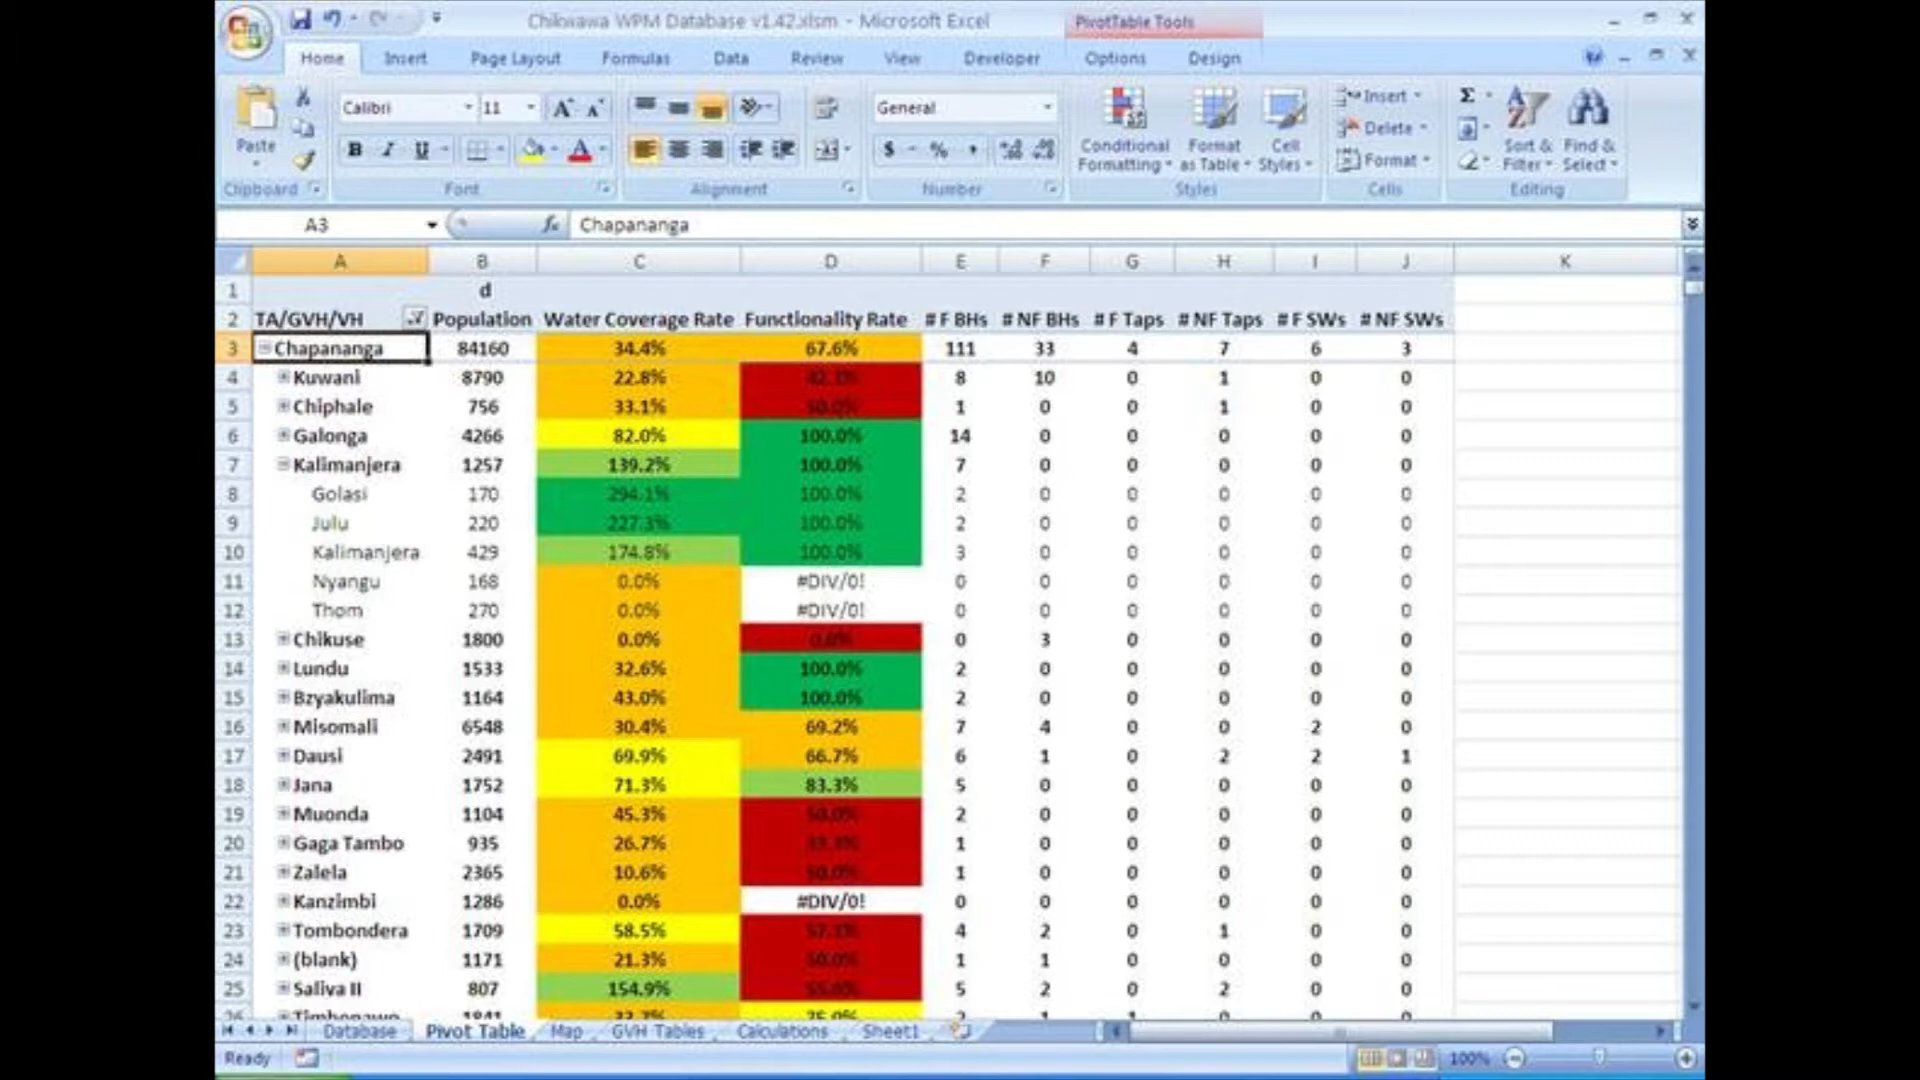 Chikwawa WPM Database v1.42.xlsm - Microsoft Excel PivotTable Tools
Home Insert Page Layout Formulas Data Review View Developer Options Design
Calibri 11 General Insert
Paste Delete
B I U $ % Conditional Formatting Format as Table Cell Styles Format Sort & Filter Find & Select
Clipboard Font Alignment Number Styles Cells Editing
A3 fx Chapananga
A B C D E F G H I J K
1 d
2 TA/GVH/VH Population Water Coverage Rate Functionality Rate # F BHs # NF BHs # F Taps # NF Taps # F SWs # NF SWs
3 Chapananga 84160 34.4% 67.6% 111 33 4 7 6 3
4 Kuwani 8790 22.8% 8 10 0 1 0 0
5 Chiphale 756 33.1% 50.0% 1 0 0 1 0 0
6 Galonga 4266 82.0% 100.0% 14 0 0 0 0 0
7 Kalimanjera 1257 139.2% 100.0% 7 0 0 0 0 0
8 Golasi 170 294.1% 100.0% 2 0 0 0 0 0
9 Julu 220 227.3% 100.0% 2 0 0 0 0 0
10 Kalimanjera 429 174.8% 100.0% 3 0 0 0 0 0
11 Nyangu 168 0.0% #DIV/0! 0 0 0 0 0 0
12 Thom 270 0.0% #DIV/0! 0 0 0 0 0 0
13 Chikuse 1800 0.0% 0.0% 0 3 0 0 0 0
14 Lundu 1533 32.6% 100.0% 2 0 0 0 0 0
15 Bzyakulima 1164 43.0% 100.0% 2 0 0 0 0 0
16 Misomali 6548 30.4% 69.2% 7 4 0 0 2 0
17 Dausi 2491 69.9% 66.7% 6 1 0 2 2 1
18 Jana 1752 71.3% 83.3% 5 0 0 0 0 0
19 Muonda 1104 45.3% 50.0% 2 0 0 0 0 0
20 Gaga Tambo 935 26.7% 1 0 0 0 0 0
21 Zalela 2365 10.6% 50.0% 1 0 0 0 0 0
22 Kanzimbi 1286 0.0% #DIV/0! 0 0 0 0 0 0
23 Tombondera 1709 58.5% 4 2 0 1 0 0
24 (blank) 1171 21.3% 50.0% 1 1 0 0 0 0
25 Saliva II 807 154.9% 5 2 0 2 0 0
Database Pivot Table Map GVH Tables Calculations Sheet1
Ready 100%